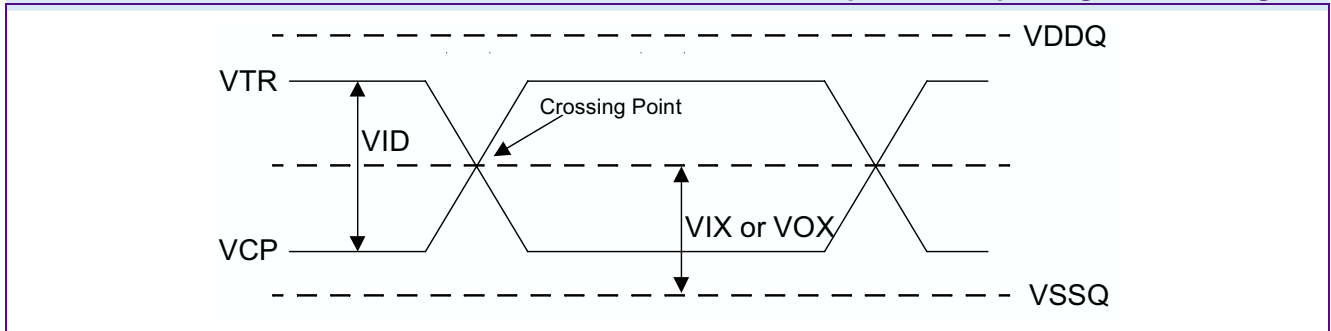 VDDQ
VTR
Crossing Point
VID
VIX or VOX
VCP
VSSQ